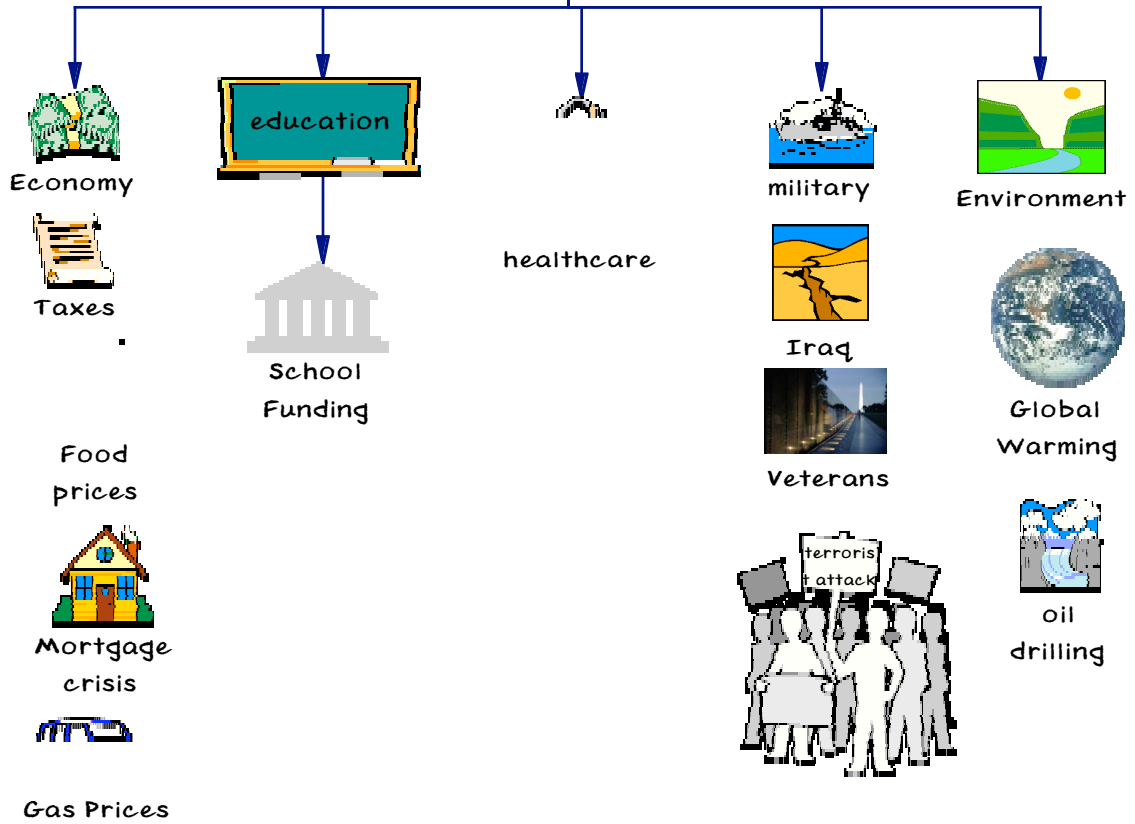 Economy
Taxes
Food
prices
Mortgage
crisis
Gas Prices
education
School
Funding
healthcare
military
Iraq
Veterans
terroris
t attack
Environment
Global
Warming
oil
drilling